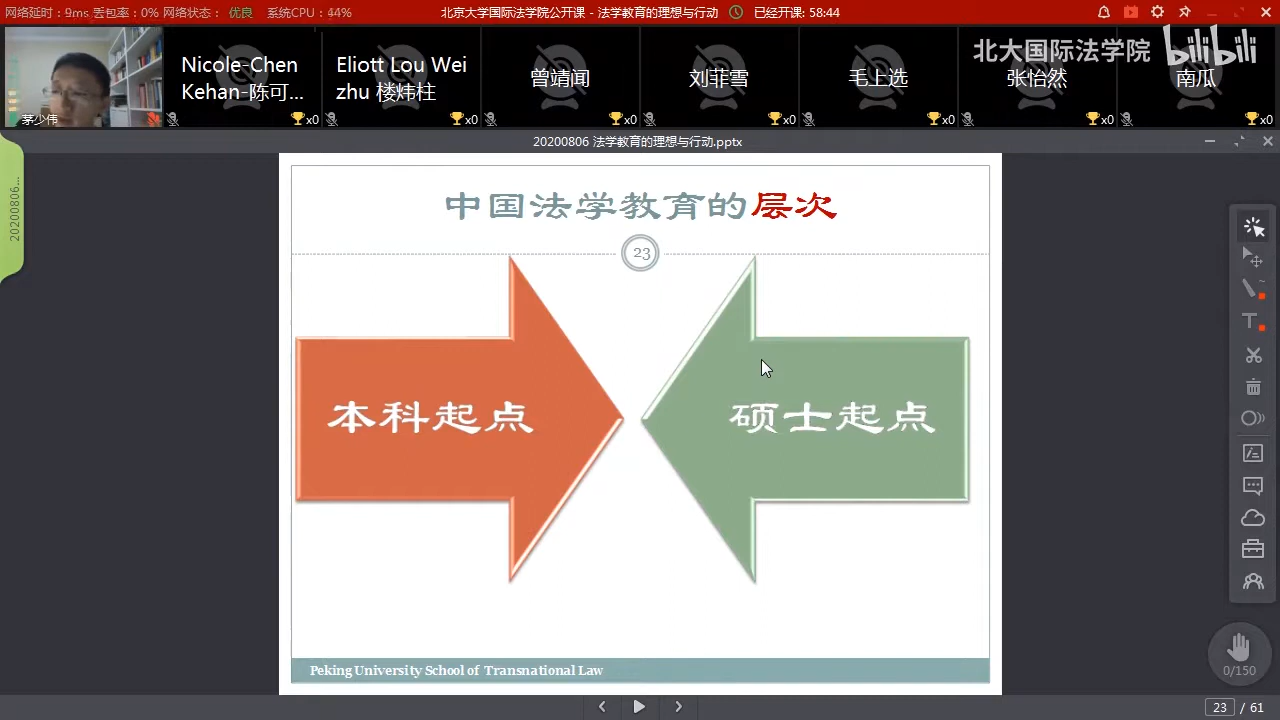 网络延时：9ms 丢包率：0% 网络状态： 优良 系统CPU：44%
北京大学国际法学院公开课 - 法学教育的理想与行动 已经开课: 58:44
北大国际法学院 bilibili
茅少伟
Nicole-Chen
Kehan-陈可...
x0
Eliott Lou Wei
zhu 楼炜柱
x0
曾靖闻
x0
刘菲雪
x0
毛上选
x0
张怡然
x0
南瓜
x0
20200806 法学教育的理想与行动.pptx
20200806...
中国法学教育的层次
23
本科起点
硕士起点
Peking University School of Transnational Law
T
0/150
23 / 61